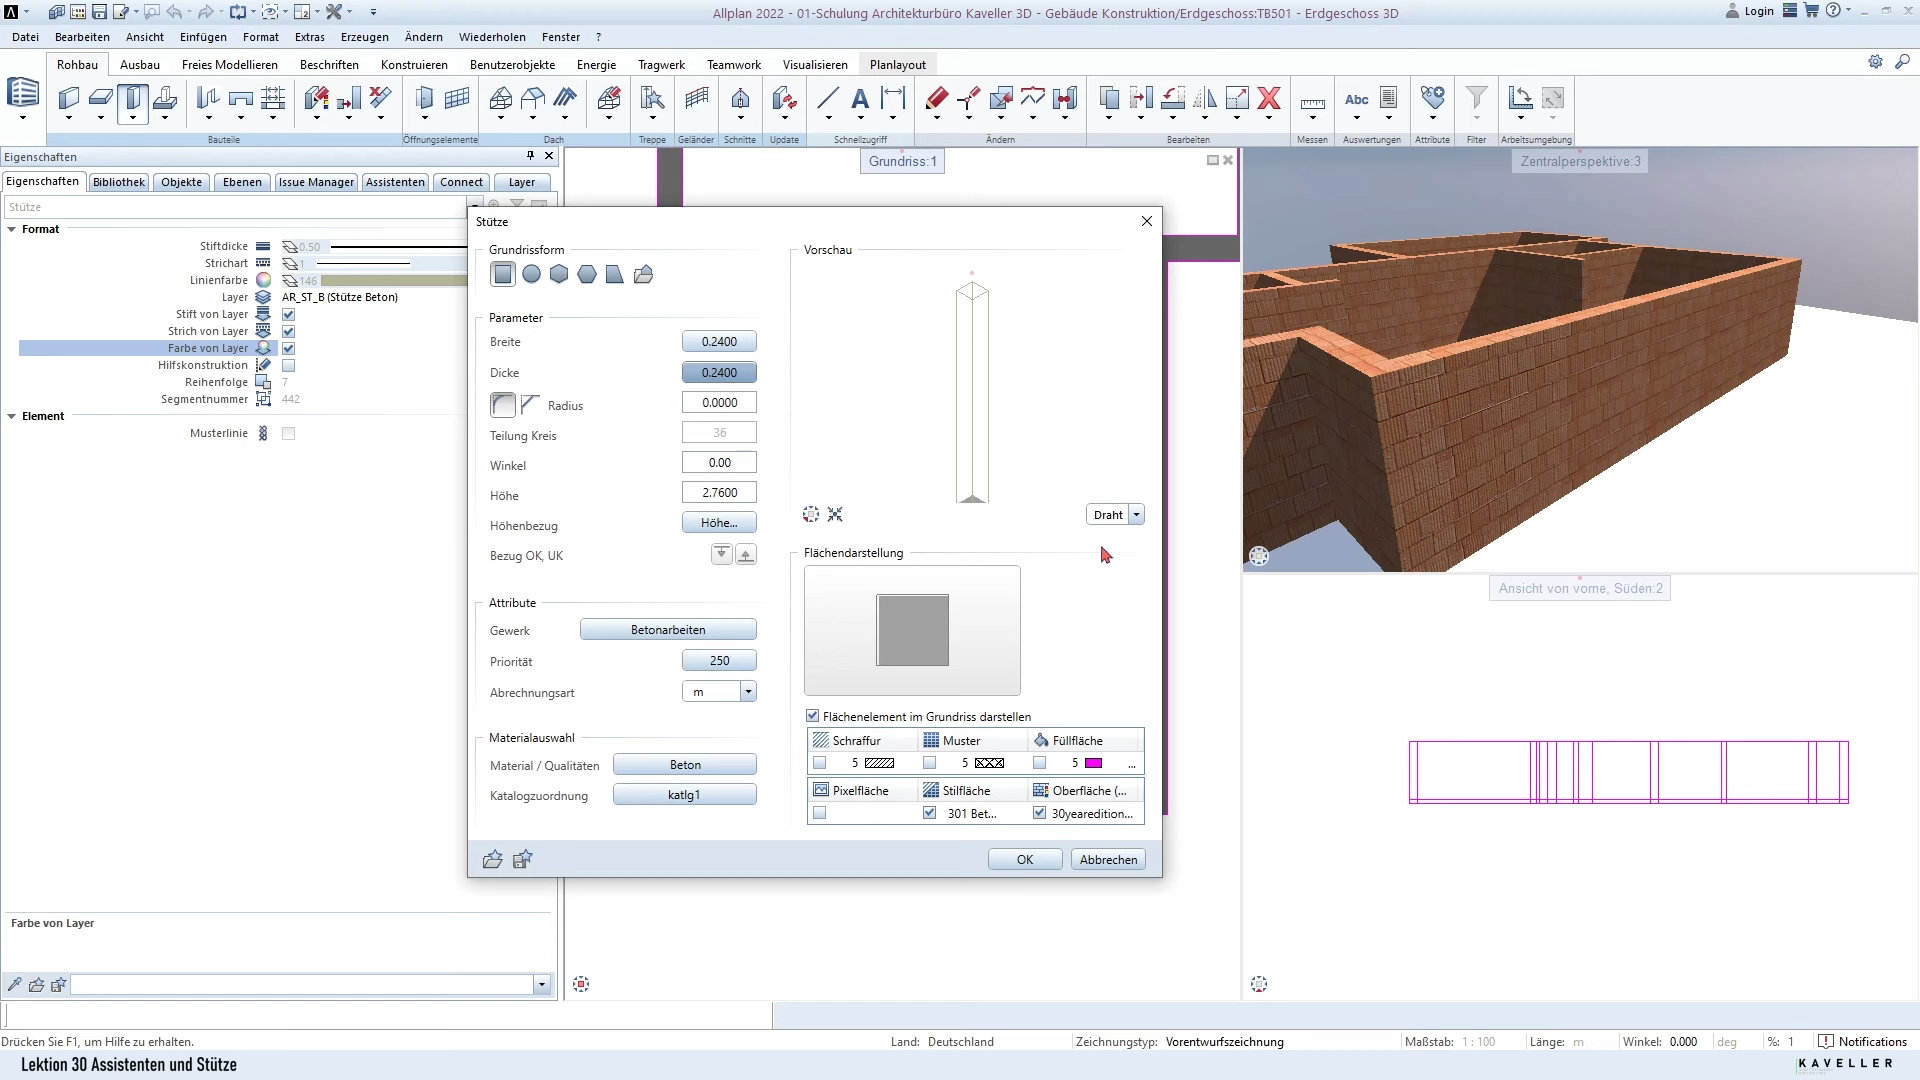 Allplan 2022 - 01-Schulung Architekturbüro Kaveller 3D - Gebäude Konstruktion/Erdgeschoss:TB501 - Erdgeschoss 3D
Login
Datei Bearbeiten Ansicht Einfügen Format Extras Erzeugen Ändern Wiederholen Fenster ?
Rohbau Ausbau Freies Modellieren Beschriften Konstruieren Benutzerobjekte Energie Tragwerk Teamwork Visualisieren Planlayout
Abc
Bauteile Öffnungselemente Dach Treppe Geländer Schnitte Update Schnellzugriff Ändern Bearbeiten Messen Auswertungen Attribute Filter Arbeitsumgebung
Eigenschaften
Eigenschaften Bibliothek Objekte Ebenen Issue Manager Assistenten Connect Layer
Stütze
Format
Stiftdicke 0.50
Strichart 1
Linienfarbe 146
Layer AR_ST_B (Stütze Beton)
Stift von Layer
Strich von Layer
Farbe von Layer
Hilfskonstruktion
Reihenfolge 7
Segmentnummer 442
Element
Musterlinie
Farbe von Layer
Grundriss:1
Zentralperspektive:3
Ansicht von vorne, Süden:2
Stütze
Grundrissform
Parameter
Breite 0.2400
Dicke 0.2400
Radius 0.0000
Teilung Kreis 36
Winkel 0.00
Höhe 2.7600
Höhenbezug Höhe...
Bezug OK, UK
Attribute
Gewerk Betonarbeiten
Priorität 250
Abrechnungsart m
Materialauswahl
Material / Qualitäten Beton
Katalogzuordnung katlg1
Vorschau
Draht
Flächendarstellung
Flächenelement im Grundriss darstellen
Schraffur Muster Füllfläche
5 5 5 ...
Pixelfläche Stilfläche Oberfläche (...
301 Bet... 30yearedition...
OK Abbrechen
Drücken Sie F1, um Hilfe zu erhalten.
Land: Deutschland Zeichnungstyp: Vorentwurfszeichnung Maßstab: 1 : 100 Länge: m Winkel: 0.000 deg %: 1 Notifications
Lektion 30 Assistenten und Stütze
KAVELLER